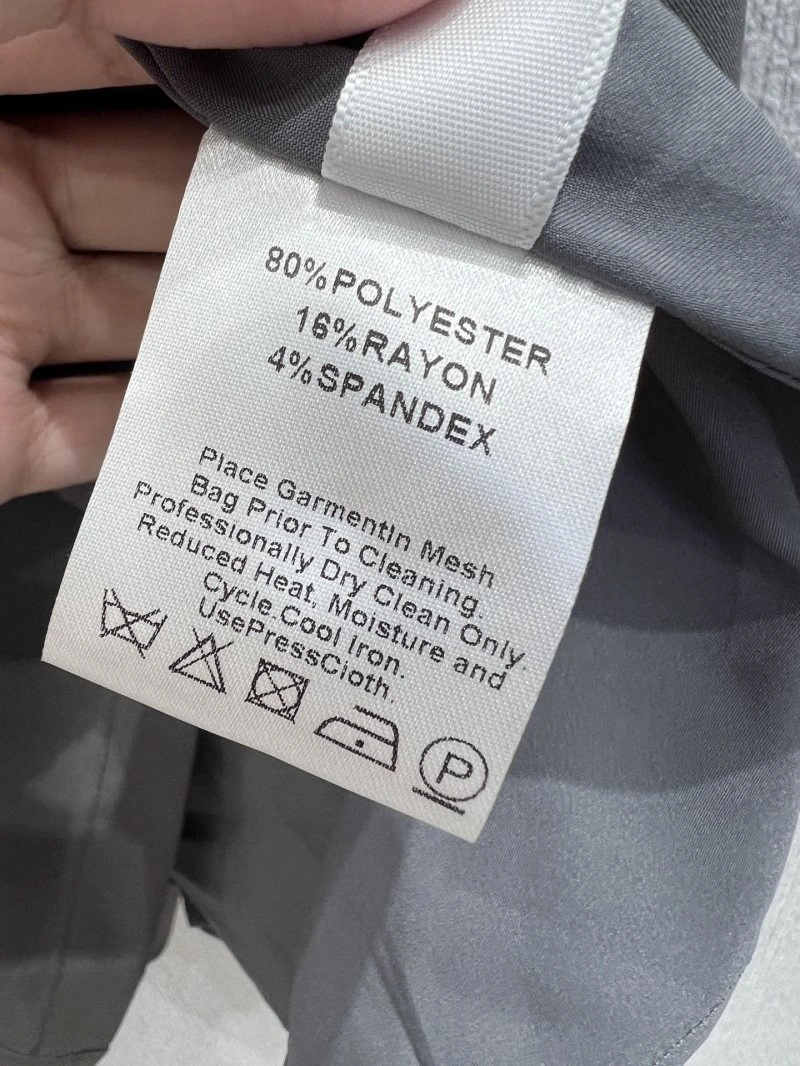 80%POLYESTER
16%RAYON
4%SPANDEX
Place GarmentIn Mesh
Bag Prior To Cleaning.
Professionally Dry Clean Only.
Reduced Heat, Moisture and
Cycle.Cool Iron.
UsePressCloth.
P